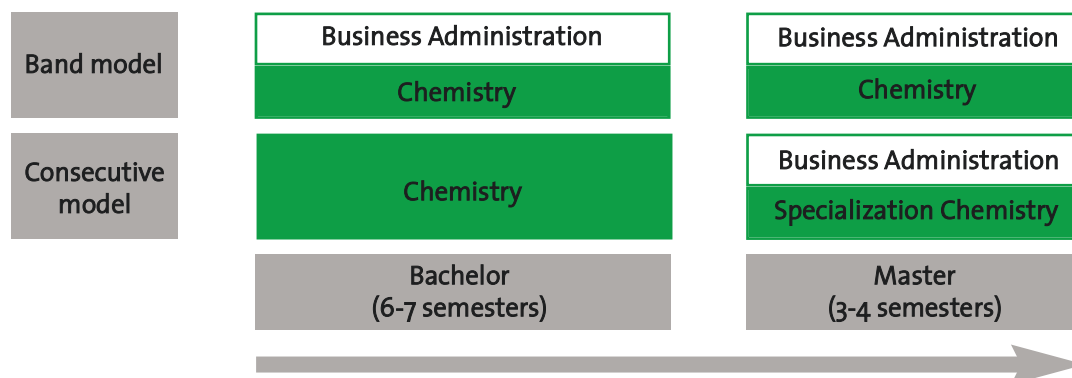 Band model
Business Administration
Chemistry
Business Administration
Chemistry
Consecutive
model
Chemistry
Business Administration
Specialization Chemistry
Bachelor
(6-7 semesters)
Master
(3-4 semesters)